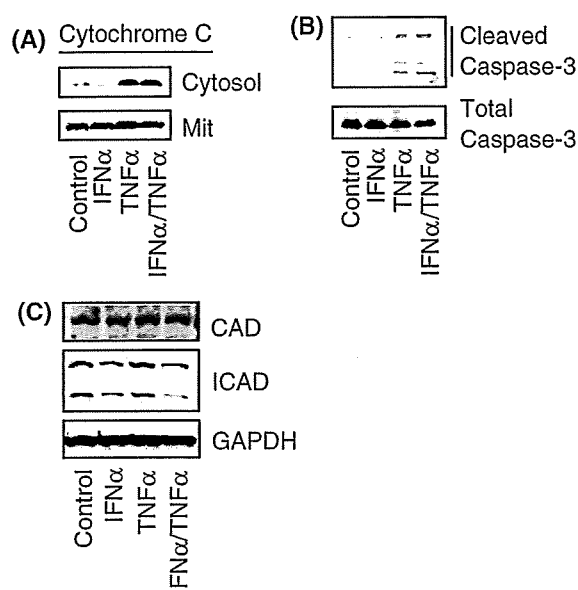 (A)
Cytochrome C
Cytosol
Mit
Control
IFNα
TNFα
IFNα/TNFα
(B)
Cleaved
Caspase-3
Total
Caspase-3
Control
IFNα
TNFα
IFNα/TNFα
(C)
CAD
ICAD
GAPDH
Control
IFNα
TNFα
FNα/TNFα